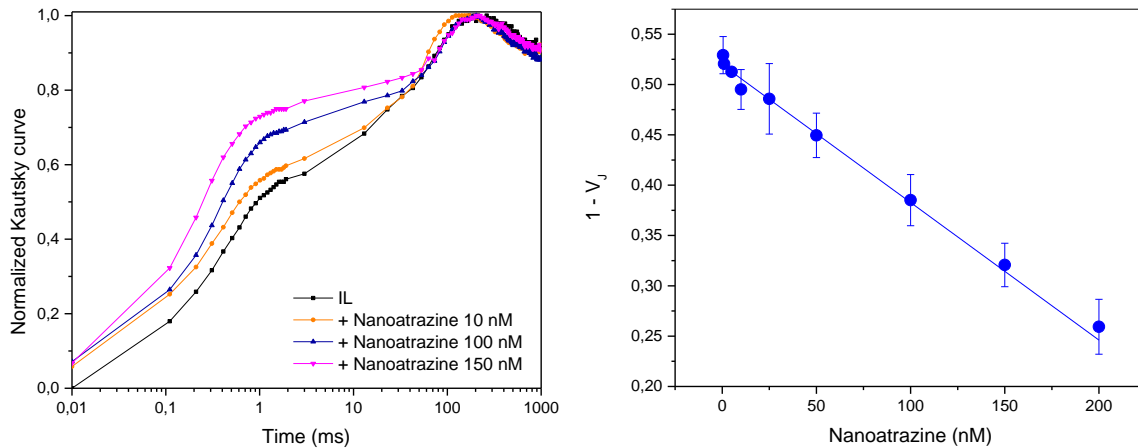 1,0
0,8
0,6
0,4
0,2
0,0
Normalized Kautsky curve
IL
+ Nanoatrazine 10 nM
+ Nanoatrazine 100 nM
+ Nanoatrazine 150 nM
0,01 0,1 1 10 100 1000
Time (ms)
0,55
0,50
0,45
0,40
0,35
0,30
0,25
0,20
1 - VJ
0 50 100 150 200
Nanoatrazine (nM)